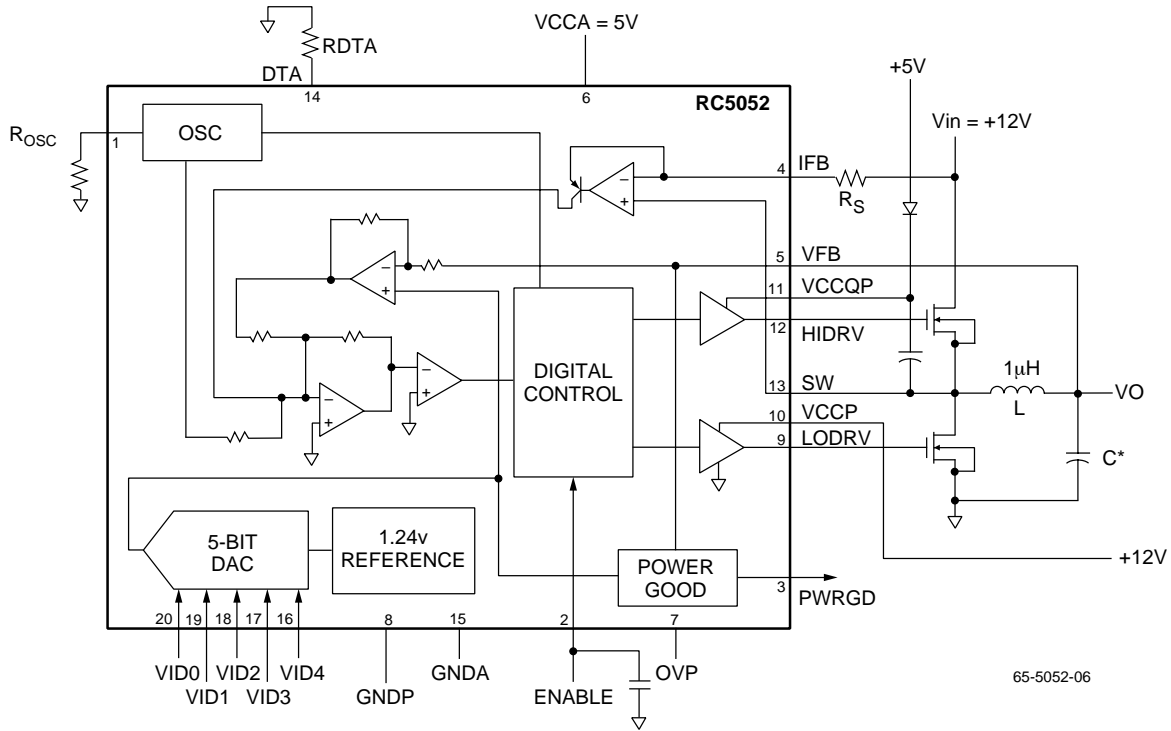 VCCA = 5V
RDTA
DTA
14
6
RC5052
+5V
Vin = +12V
ROSC
1
OSC
4
IFB
RS
–
+
5
VFB
–
+
11
VCCQP
12
HIDRV
DIGITAL
CONTROL
–
+
–
+
13
SW
1µH
L
VO
10
VCCP
9
LODRV
C*
5-BIT
DAC
1.24v
REFERENCE
POWER
GOOD
+12V
3
PWRGD
20
19
18
17
16
8
15
2
7
VID0
VID2
VID4
VID1
VID3
GNDP
GNDA
ENABLE
OVP
65-5052-06